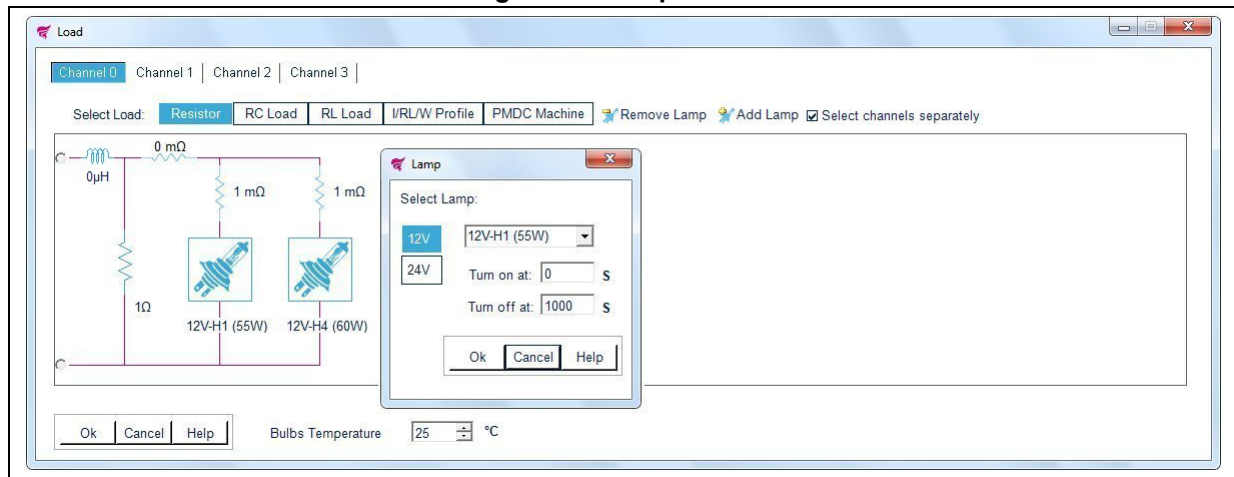 Load
Channel 0 Channel 1 Channel 2 Channel 3
Select Load: Resistor RC Load RL Load I/RL/W Profile PMDC Machine Remove Lamp Add Lamp Select channels separately
0 mΩ
0μH
1 mΩ 1 mΩ
1Ω
12V-H1 (55W) 12V-H4 (60W)
Lamp
Select Lamp:
12V 12V-H1 (55W)
24V Turn on at: 0 S
Turn off at: 1000 S
Ok Cancel Help
Ok Cancel Help Bulbs Temperature 25 °C